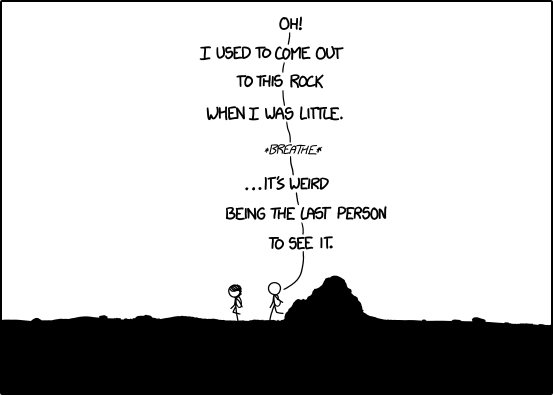 OH!
I USED TO COME OUT
TO THIS ROCK
WHEN I WAS LITTLE.
*BREATHE*
...IT'S WEIRD
BEING THE LAST PERSON
TO SEE IT.